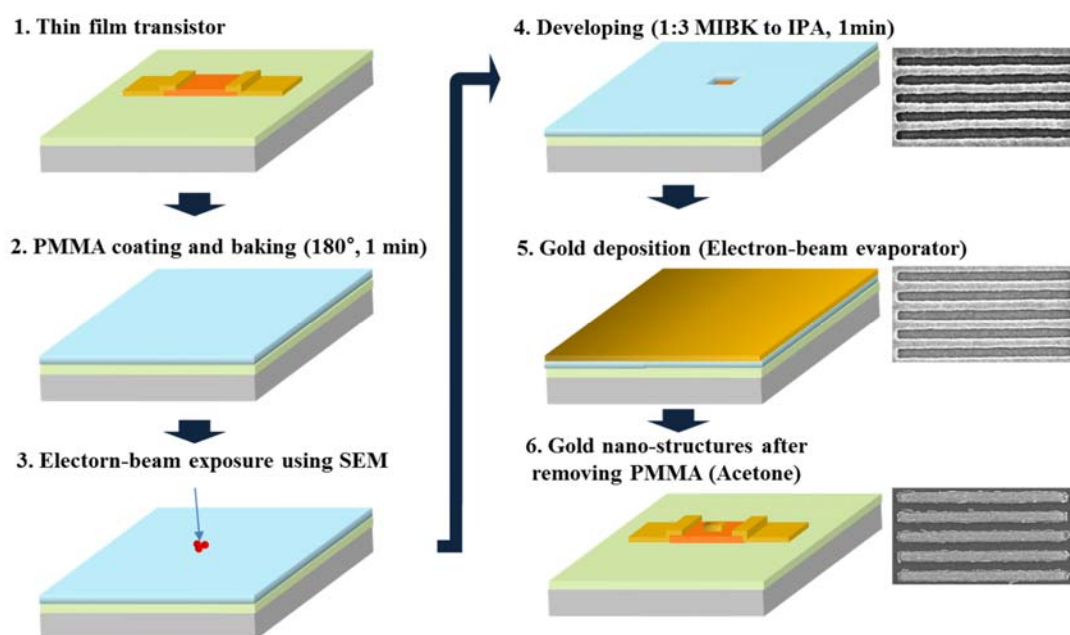 1. Thin film transistor
2. PMMA coating and baking (180°, 1 min)
3. Electorn-beam exposure using SEM
4. Developing (1:3 MIBK to IPA, 1min)
5. Gold deposition (Electron-beam evaporator)
6. Gold nano-structures after
removing PMMA (Acetone)